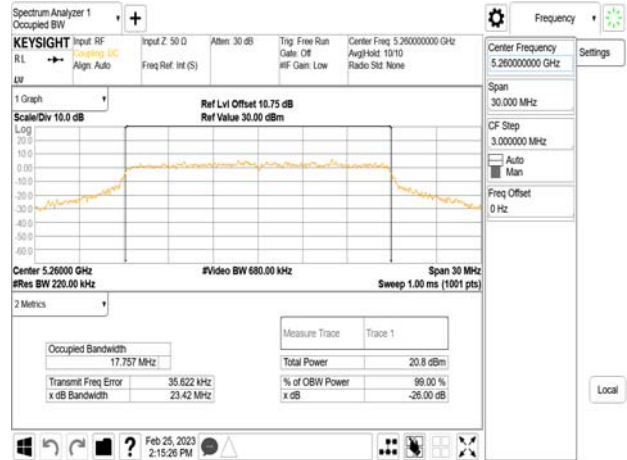 Spectrum Analyzer 1
Occupied BW
Frequency
KEYSIGHT
Input: RF
Coupling: DC
Align: Auto
Input Z: 50 Ω
Freq Ref: Int (S)
Atten: 30 dB
Trig: Free Run
Gate: Off
#IF Gain: Low
Center Freq: 5.260000000 GHz
Avg|Hold: 10/10
Radio Std: None
RL
Center Frequency
5.260000000 GHz
Settings
Span
30.000 MHz
CF Step
3.000000 MHz
Auto
Man
Freq Offset
0 Hz
Local
1 Graph
Scale/Div 10.0 dB
Ref Lvl Offset 10.75 dB
Ref Value 30.00 dBm
Log
20.0
10.0
0.00
-10.0
-20.0
-30.0
-40.0
-50.0
-60.0
Center 5.26000 GHz
#Res BW 220.00 kHz
#Video BW 680.00 kHz
Span 30 MHz
Sweep 1.00 ms (1001 pts)
2 Metrics
Measure Trace Trace 1
Occupied Bandwidth
17.757 MHz
Total Power 20.8 dBm
Transmit Freq Error 35.622 kHz
% of OBW Power 99.00 %
x dB Bandwidth 23.42 MHz
x dB -26.00 dB
Feb 25, 2023
2:15:26 PM